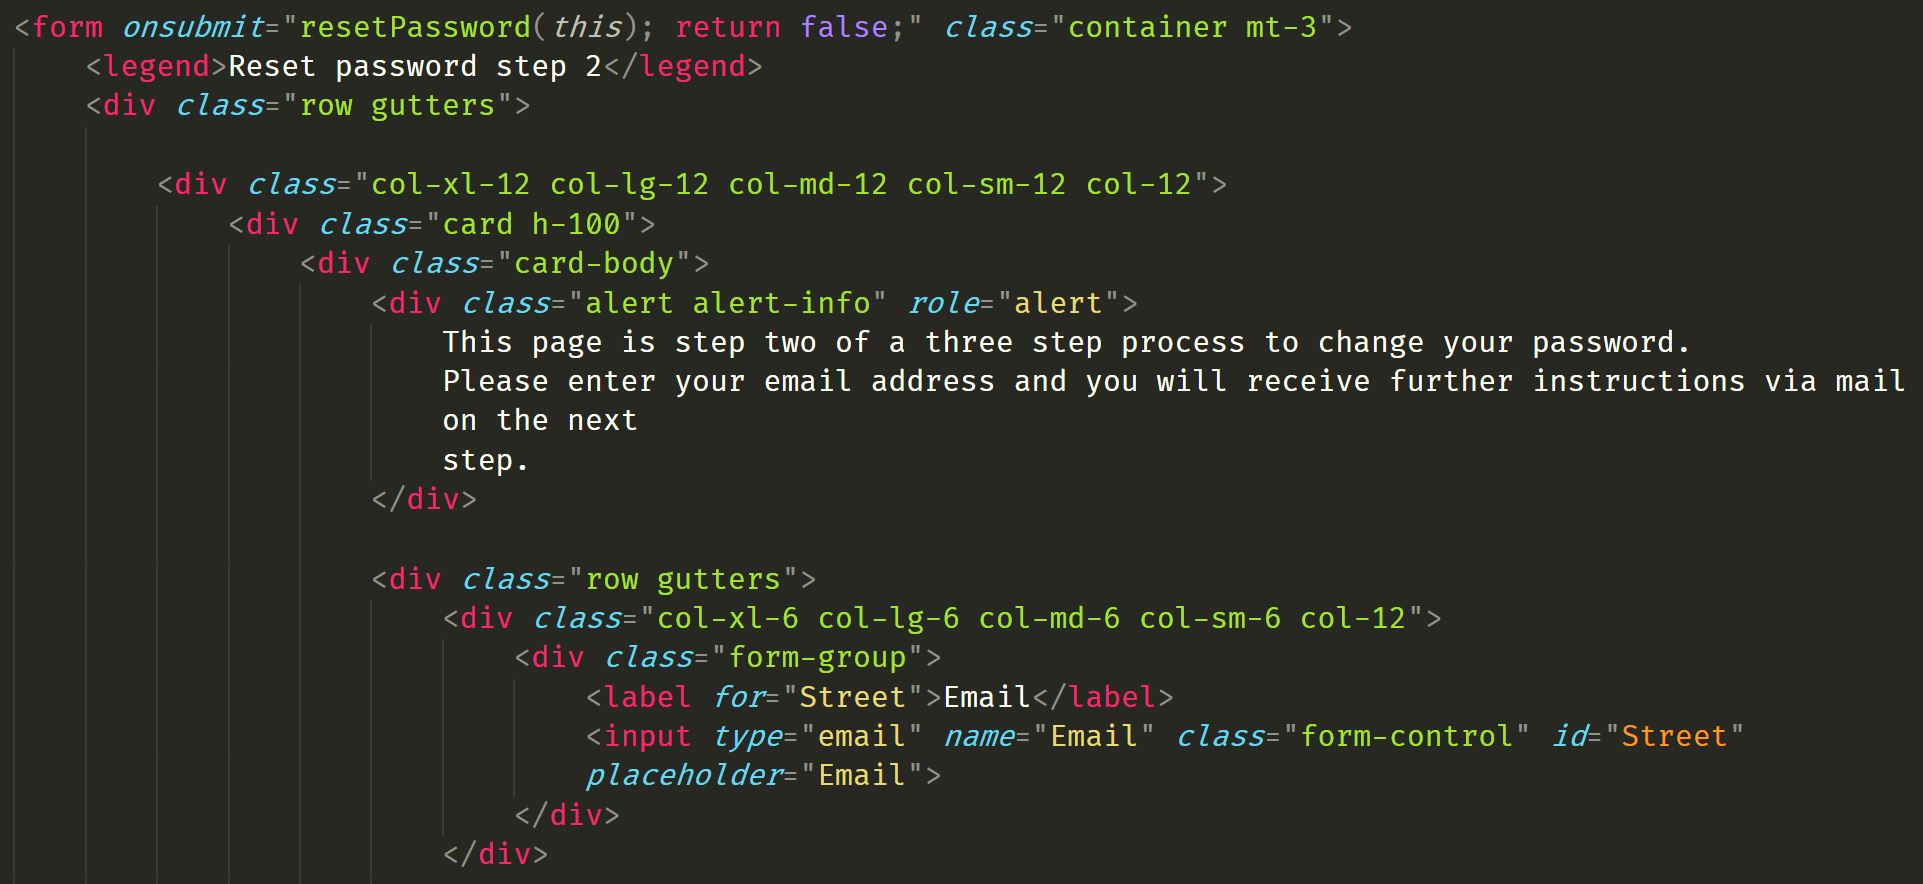 <form onsubmit="resetPassword(this); return false;" class="container mt-3">
<legend>Reset password step 2</legend>
<div class="row gutters">
<div class="col-xl-12 col-lg-12 col-md-12 col-sm-12 col-12">
<div class="card h-100">
<div class="card-body">
<div class="alert alert-info" role="alert">
This page is step two of a three step process to change your password.
Please enter your email address and you will receive further instructions via mail
on the next
step.
</div>
<div class="row gutters">
<div class="col-xl-6 col-lg-6 col-md-6 col-sm-6 col-12">
<div class="form-group">
<label for="Street">Email</label>
<input type="email" name="Email" class="form-control" id="Street"
placeholder="Email">
</div>
</div>